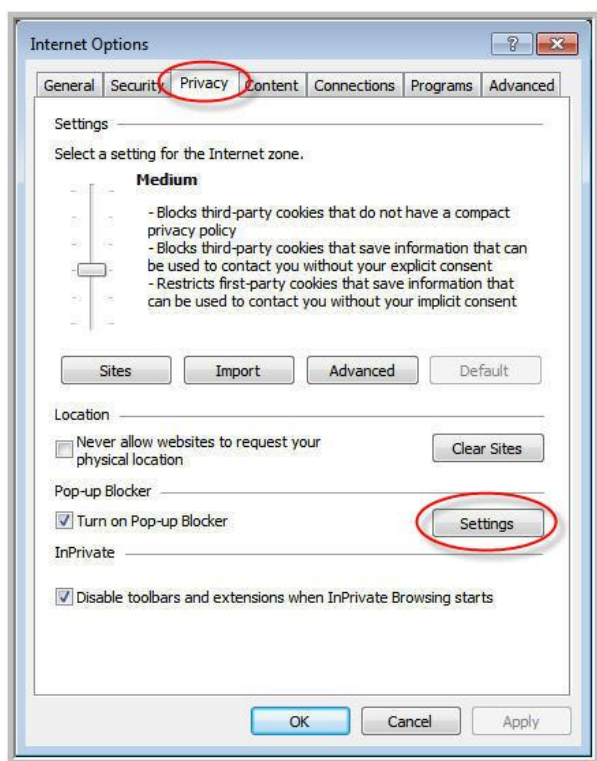 Internet Options
General Security Privacy Content Connections Programs Advanced
Settings
Select a setting for the Internet zone.
Medium
- Blocks third-party cookies that do not have a compact
privacy policy
- Blocks third-party cookies that save information that can
be used to contact you without your explicit consent
- Restricts first-party cookies that save information that
can be used to contact you without your implicit consent
Sites Import Advanced Default
Location
Never allow websites to request your
physical location
Clear Sites
Pop-up Blocker
Turn on Pop-up Blocker Settings
InPrivate
Disable toolbars and extensions when InPrivate Browsing starts
OK Cancel Apply